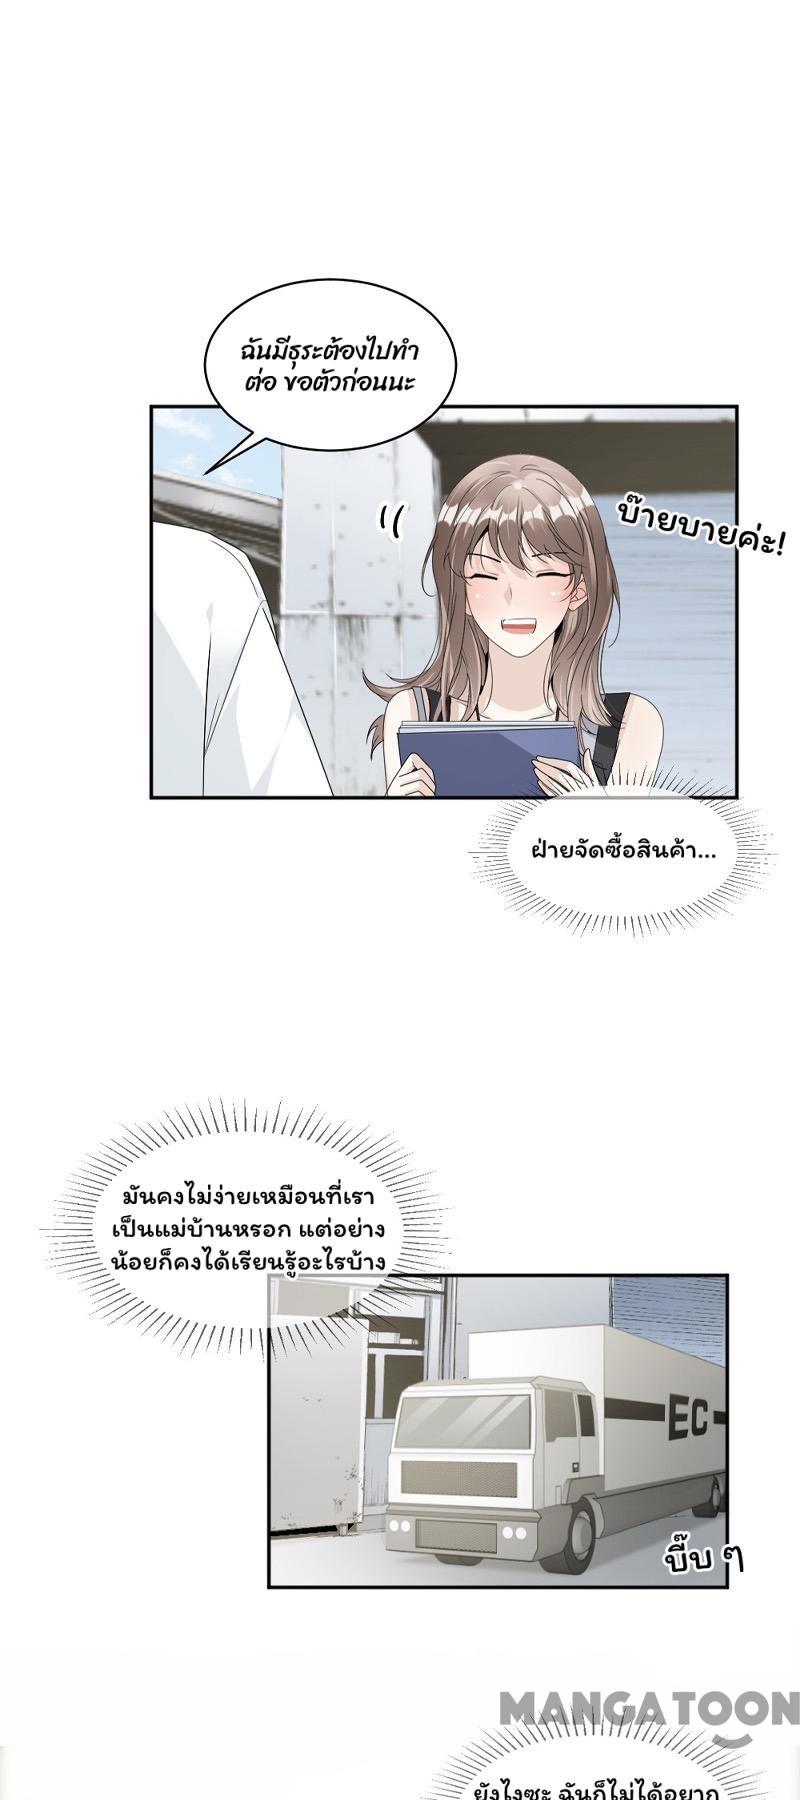 ฉันมีธุระต้องไปทำ
ต่อ ขอตัวก่อนนะ
บ๊ายบายค่ะ!
ฝ่ายจัดซื้อสินค้า...
มันคงไม่ง่ายเหมือนที่เรา
เป็นแม่บ้านหรอก แต่อย่าง
น้อยก็คงได้เรียนรู้อะไรบ้าง
EC
บี๊บ ๆ
MANGATOON
ยังไงซะ ฉันก็ไม่ได้อยาก